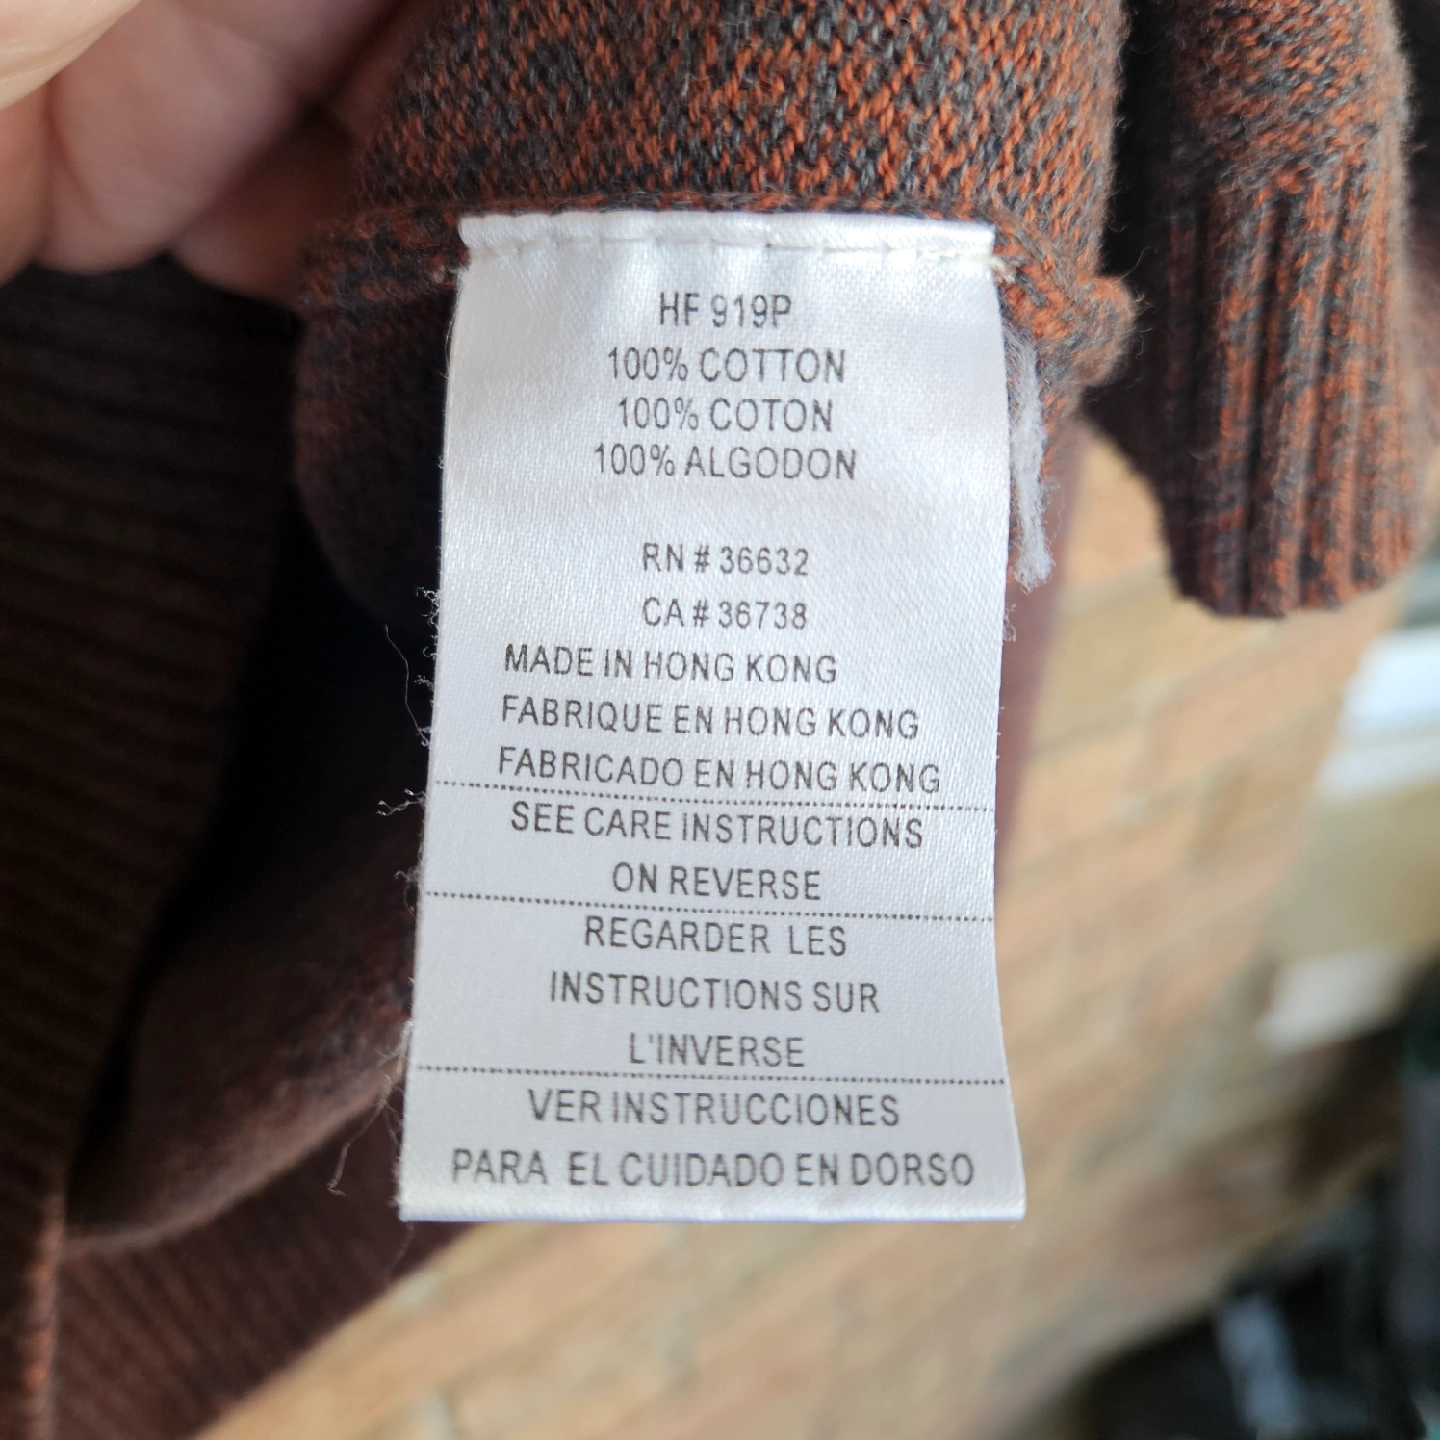 HF 919P
100% COTTON
100% COTON
100% ALGODON
RN # 36632
CA # 36738
MADE IN HONG KONG
FABRIQUE EN HONG KONG
FABRICADO EN HONG KONG
SEE CARE INSTRUCTIONS
ON REVERSE
REGARDER LES
INSTRUCTIONS SUR
L'INVERSE
VER INSTRUCCIONES
PARA EL CUIDADO EN DORSO